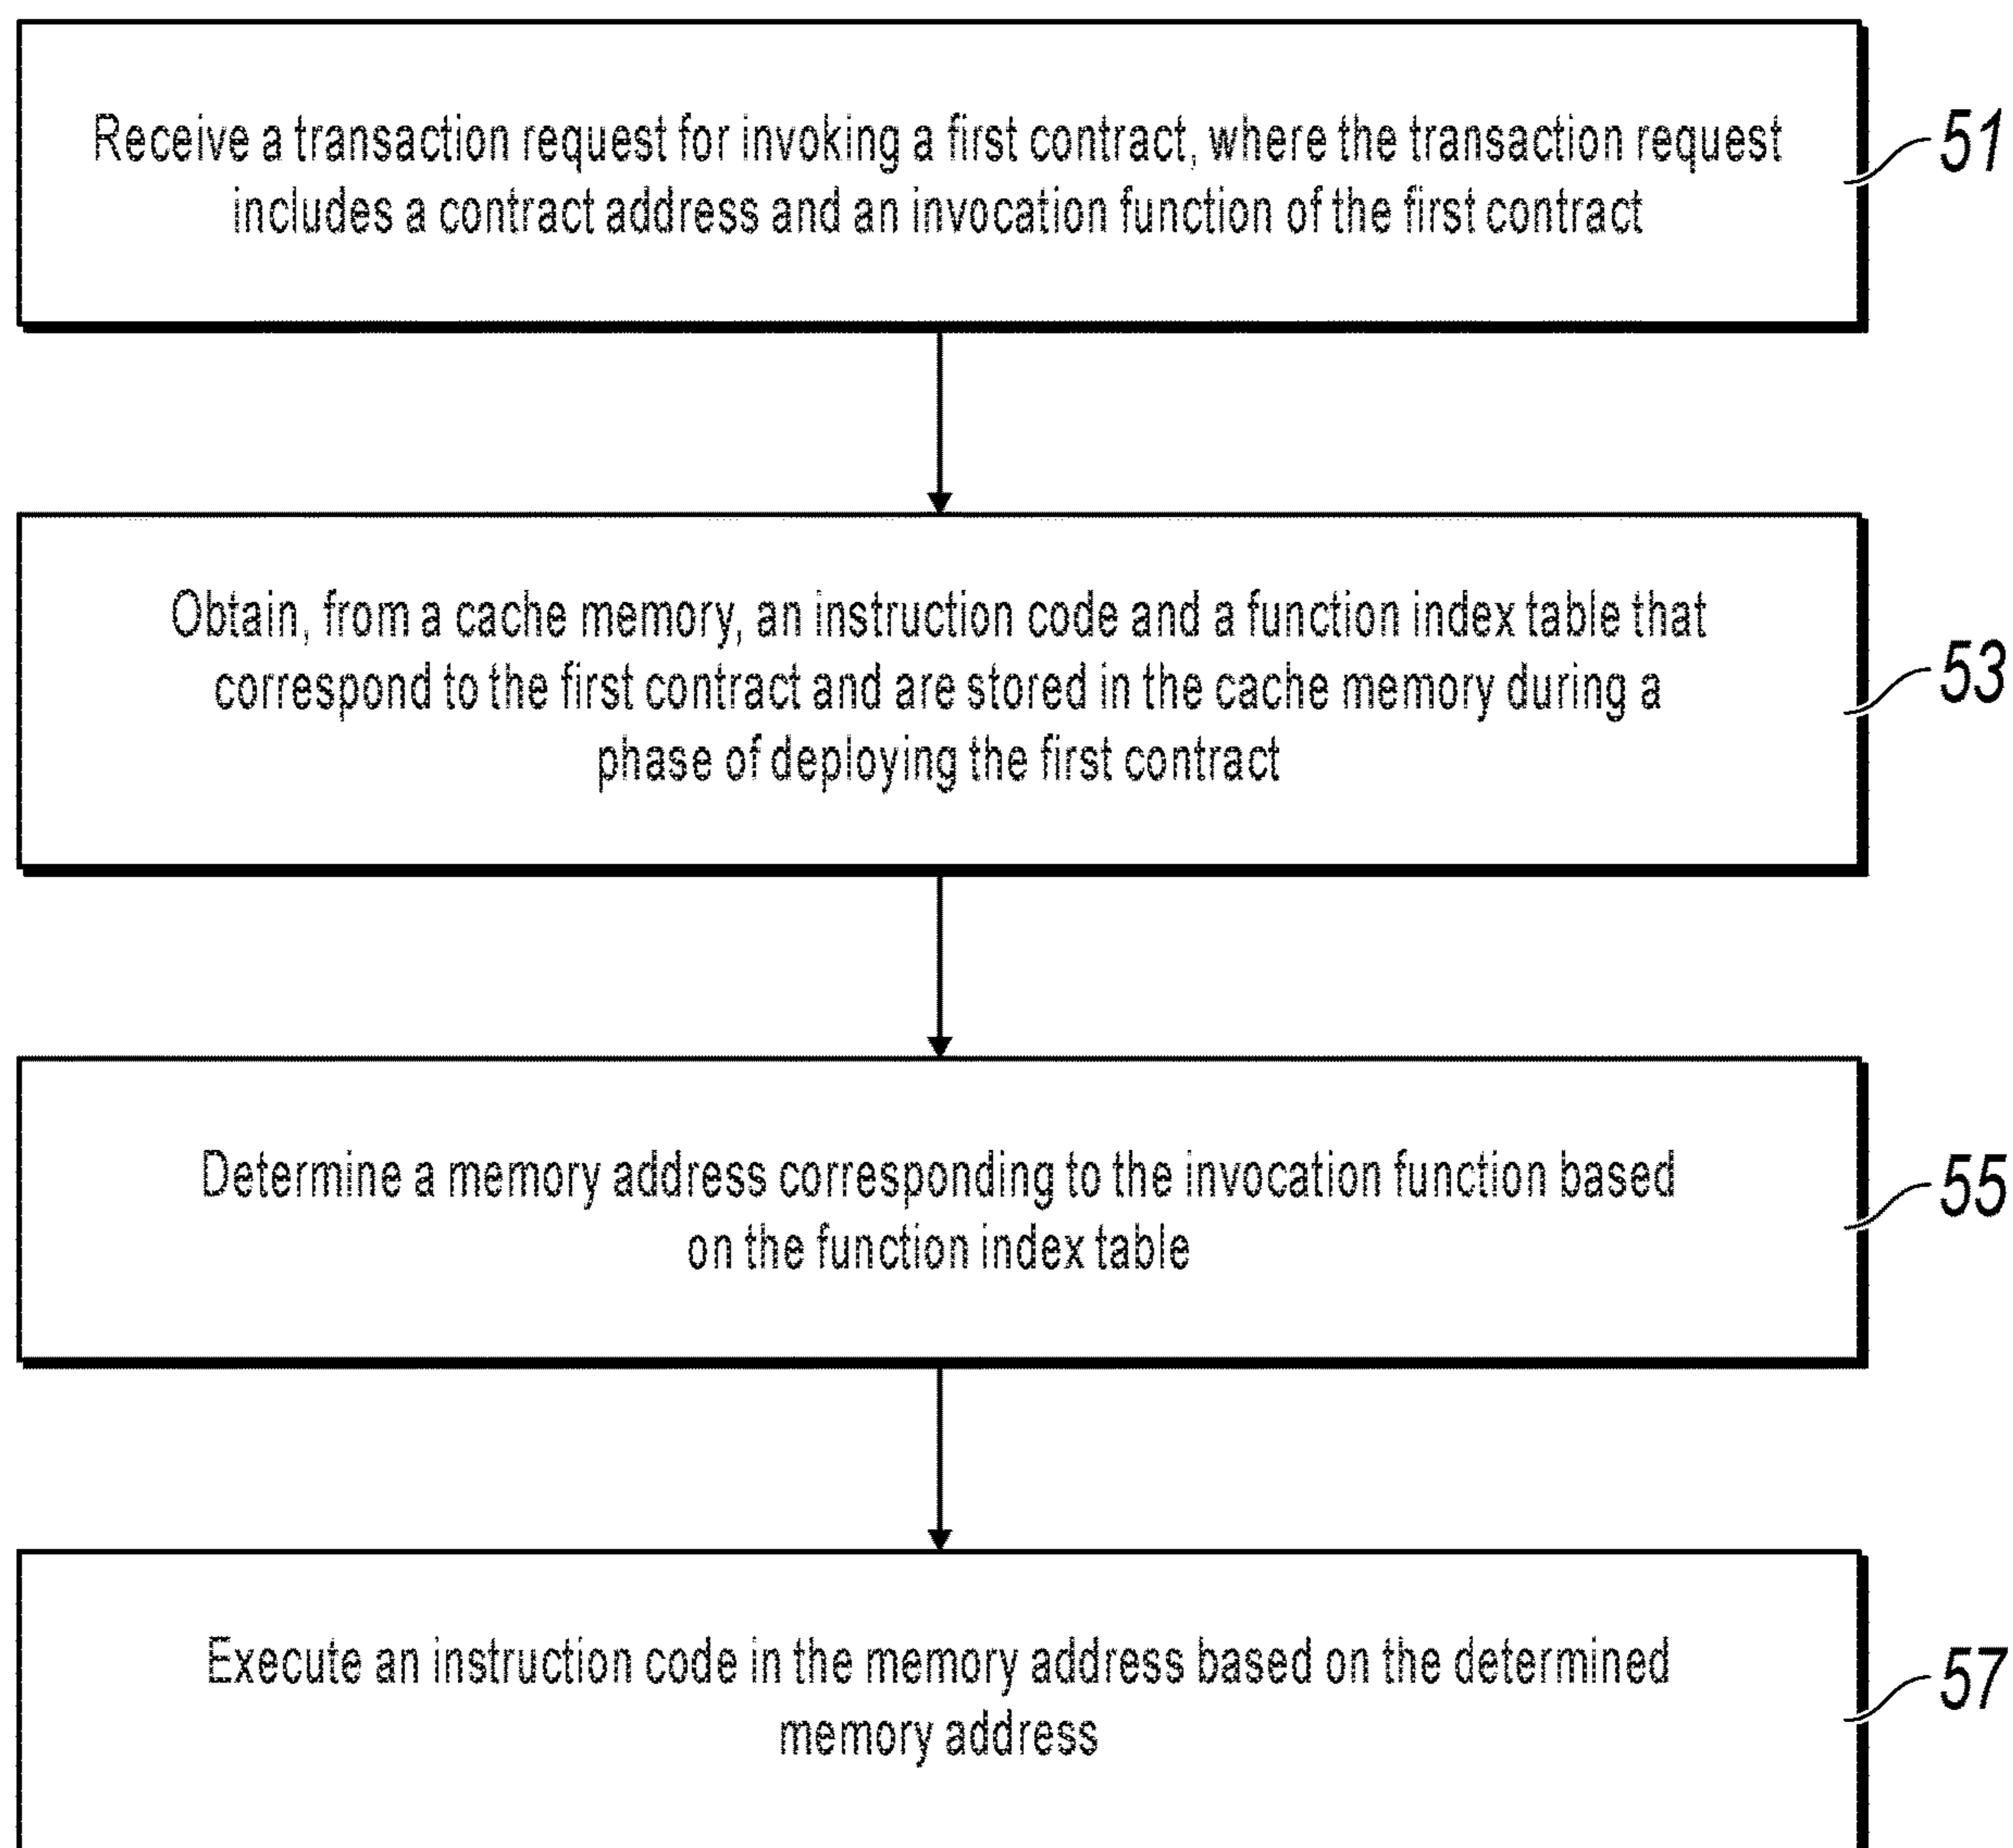 Receive a transaction request for invoking a first contract, where the transaction request
includes a contract address and an invocation function of the first contract
51
Obtain, from a cache memory, an instruction code and a function index table that
correspond to the first contract and are stored in the cache memory during a
phase of deploying the first contract
53
Determine a memory address corresponding to the invocation function based
on the function index table
55
Execute an instruction code in the memory address based on the determined
memory address
57